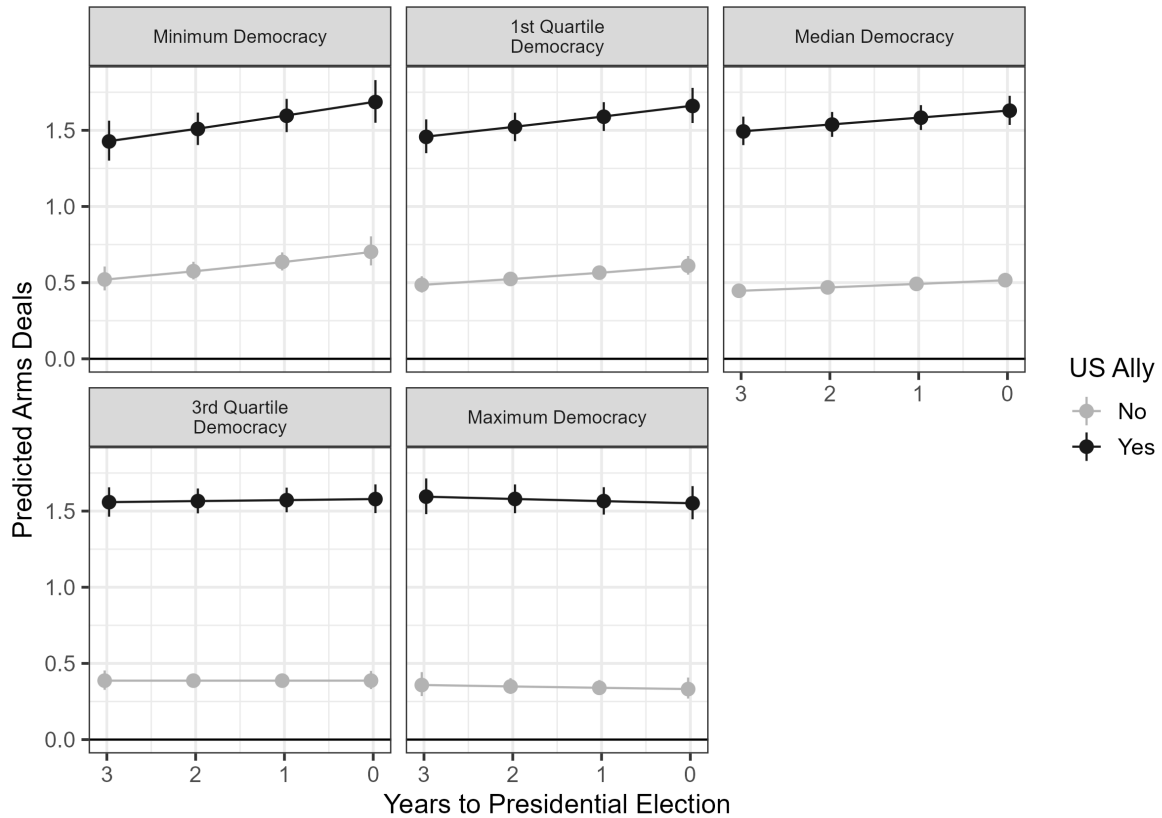 Minimum Democracy
1st Quartile
Democracy
Median Democracy
1.5
1.0
0.5
0.0
3 2 1 0
3rd Quartile
Democracy
Maximum Democracy
1.5
1.0
0.5
0.0
3 2 1 0
3 2 1 0
Predicted Arms Deals
Years to Presidential Election
US Ally
No
Yes